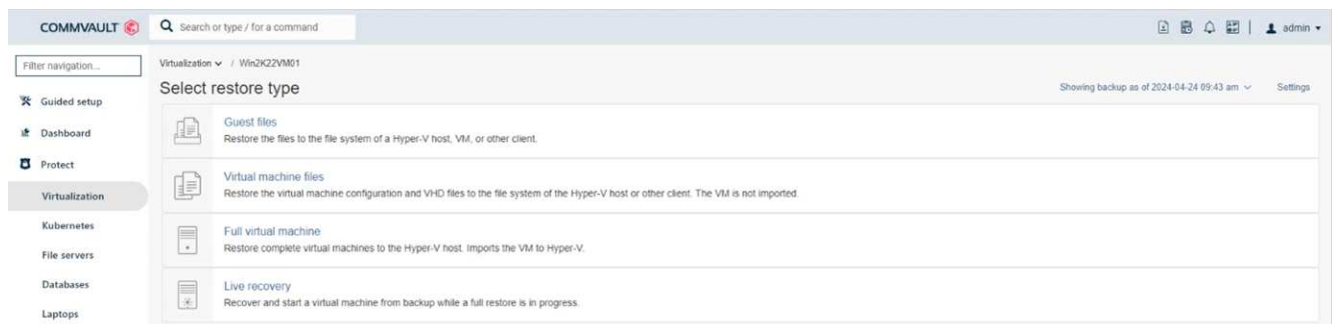 COMMVAULT
Search or type / for a command
admin
Filter navigation...
Guided setup
Dashboard
Protect
Virtualization
Kubernetes
File servers
Databases
Laptops
Virtualization / Win2K22VM01
Select restore type
Showing backup as of 2024-04-24 09:43 am
Settings
Guest files
Restore the files to the file system of a Hyper-V host, VM, or other client.
Virtual machine files
Restore the virtual machine configuration and VHD files to the file system of the Hyper-V host or other client. The VM is not imported.
Full virtual machine
Restore complete virtual machines to the Hyper-V host. Imports the VM to Hyper-V.
Live recovery
Recover and start a virtual machine from backup while a full restore is in progress.